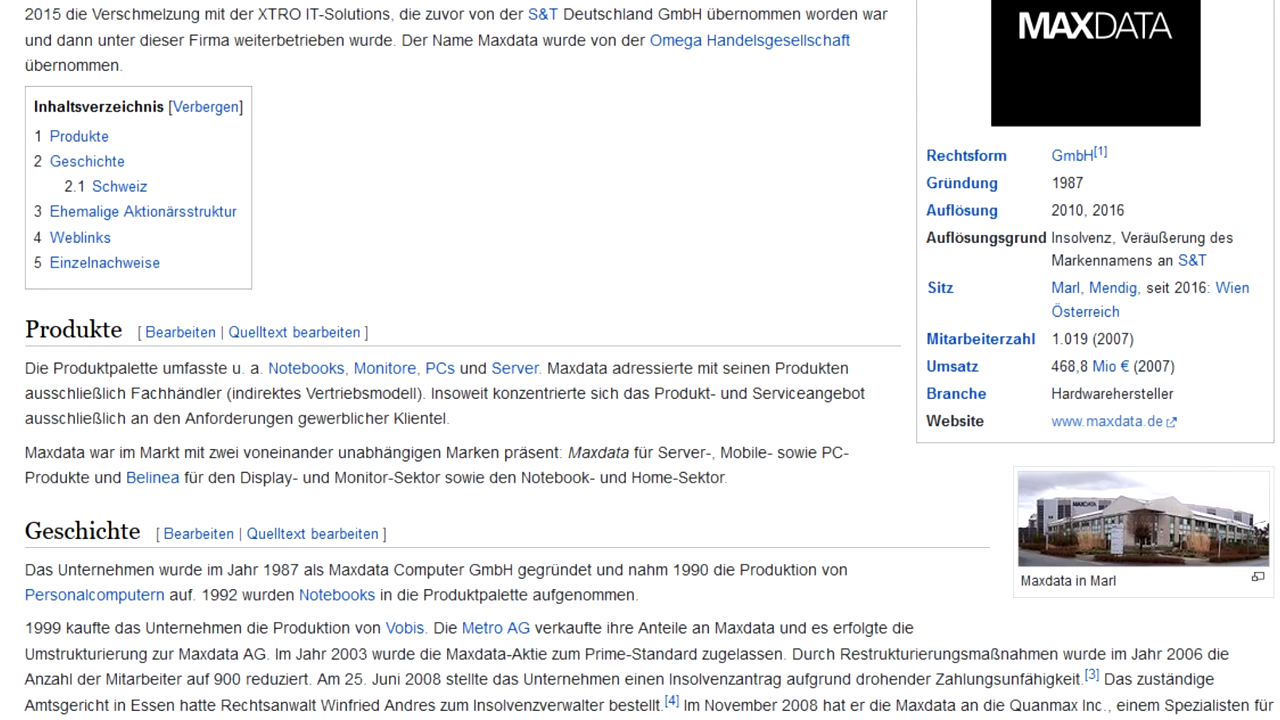 2015 die Verschmelzung mit der XTRO IT-Solutions, die zuvor von der S&T Deutschland GmbH übernommen worden war
und dann unter dieser Firma weiterbetrieben wurde. Der Name Maxdata wurde von der Omega Handelsgesellschaft
übernommen.
Inhaltsverzeichnis [Verbergen]
1 Produkte
2 Geschichte
2.1 Schweiz
3 Ehemalige Aktionärsstruktur
4 Weblinks
5 Einzelnachweise
MAXDATA
Rechtsform GmbH[1]
Gründung 1987
Auflösung 2010, 2016
Auflösungsgrund Insolvenz, Veräußerung des
Markennamens an S&T
Sitz Marl, Mendig, seit 2016: Wien
Österreich
Mitarbeiterzahl 1.019 (2007)
Umsatz 468,8 Mio € (2007)
Branche Hardwarehersteller
Website www.maxdata.de
Produkte [ Bearbeiten | Quelltext bearbeiten ]
Die Produktpalette umfasste u. a. Notebooks, Monitore, PCs und Server. Maxdata adressierte mit seinen Produkten
ausschließlich Fachhändler (indirektes Vertriebsmodell). Insoweit konzentrierte sich das Produkt- und Serviceangebot
ausschließlich an den Anforderungen gewerblicher Klientel.
Maxdata war im Markt mit zwei voneinander unabhängigen Marken präsent: Maxdata für Server-, Mobile- sowie PC-
Produkte und Belinea für den Display- und Monitor-Sektor sowie den Notebook- und Home-Sektor.
MAXDATA
Maxdata in Marl
Geschichte [ Bearbeiten | Quelltext bearbeiten ]
Das Unternehmen wurde im Jahr 1987 als Maxdata Computer GmbH gegründet und nahm 1990 die Produktion von
Personalcomputern auf. 1992 wurden Notebooks in die Produktpalette aufgenommen.
1999 kaufte das Unternehmen die Produktion von Vobis. Die Metro AG verkaufte ihre Anteile an Maxdata und es erfolgte die
Umstrukturierung zur Maxdata AG. Im Jahr 2003 wurde die Maxdata-Aktie zum Prime-Standard zugelassen. Durch Restrukturierungsmaßnahmen wurde im Jahr 2006 die
Anzahl der Mitarbeiter auf 900 reduziert. Am 25. Juni 2008 stellte das Unternehmen einen Insolvenzantrag aufgrund drohender Zahlungsunfähigkeit.[3] Das zuständige
Amtsgericht in Essen hatte Rechtsanwalt Winfried Andres zum Insolvenzverwalter bestellt.[4] Im November 2008 hat er die Maxdata an die Quanmax Inc., einem Spezialisten für